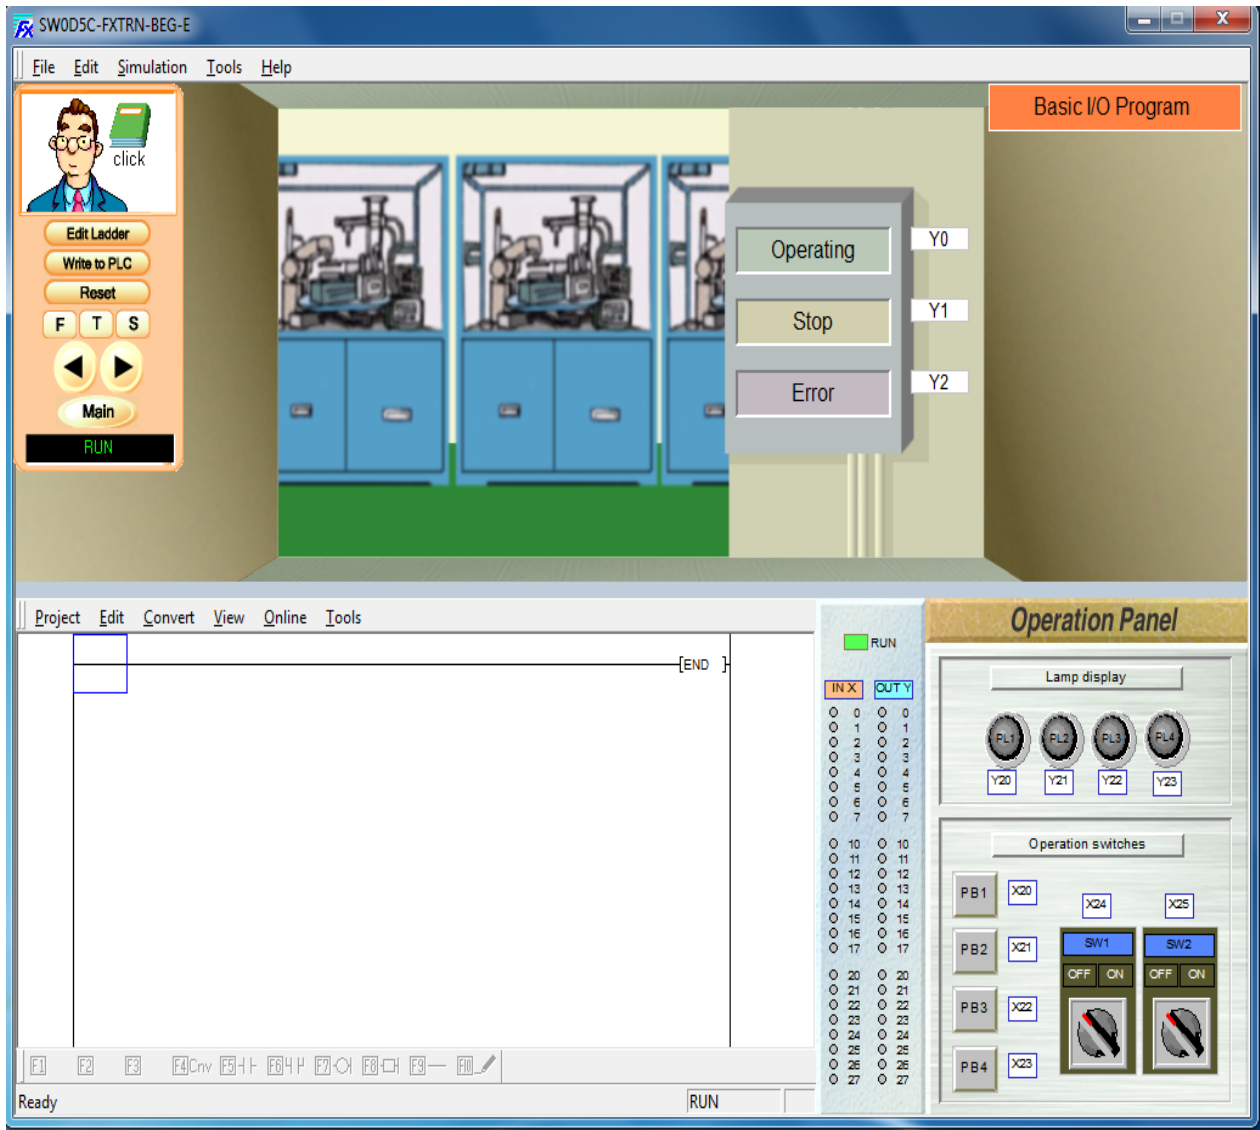 SW0D5C-FXTRN-BEG-E
File Edit Simulation Tools Help
click
Edit Ladder
Write to PLC
Reset
F T S
Main
RUN
Basic I/O Program
Operating Y0
Stop Y1
Error Y2
Project Edit Convert View Online Tools
END
F1 F2 F3 F4Cnv F5 F6 F7 F8 F9 F10
Ready RUN
RUN
IN X OUT Y
0 0
1 1
2 2
3 3
4 4
5 5
6 6
7 7
10 10
11 11
12 12
13 13
14 14
15 15
16 16
17 17
20 20
21 21
22 22
23 23
24 24
25 25
26 26
27 27
Operation Panel
Lamp display
PL1 PL2 PL3 PL4
Y20 Y21 Y22 Y23
Operation switches
PB1 X20
PB2 X21
PB3 X22
PB4 X23
X24 X25
SW1 SW2
OFF ON OFF ON